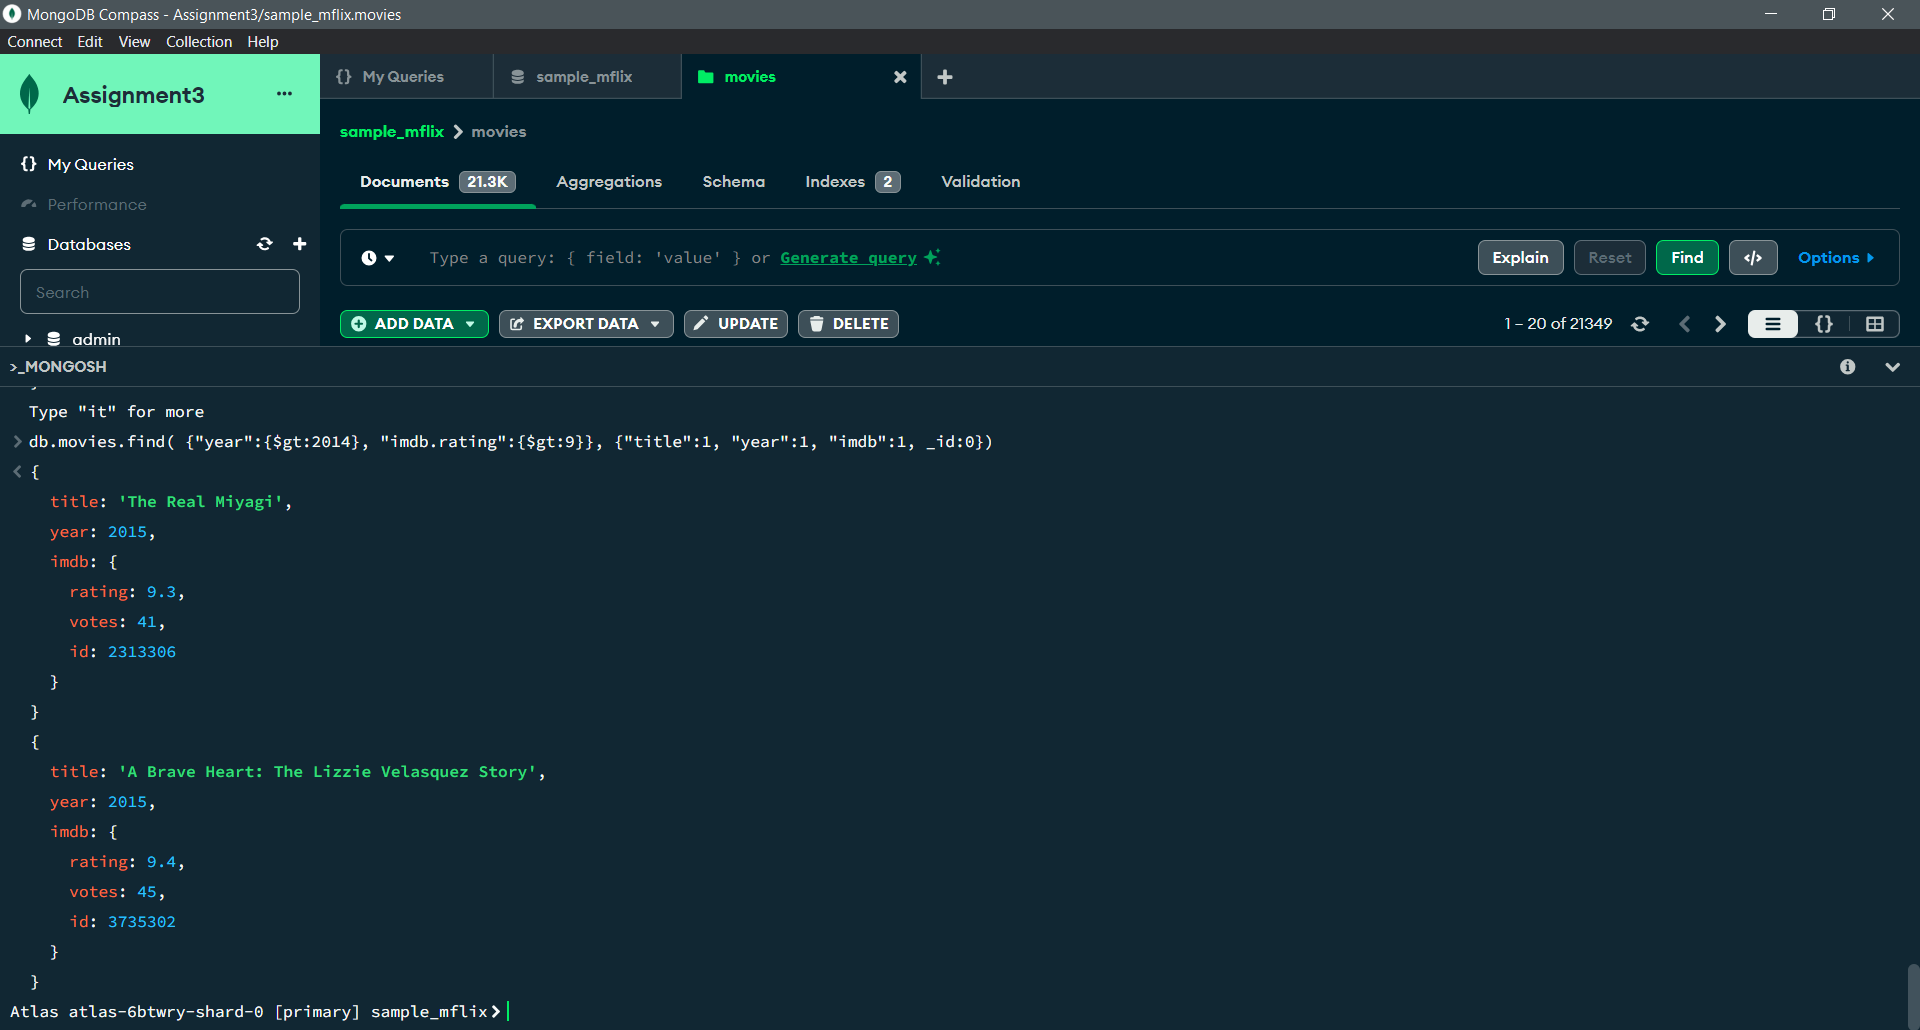 MongoDB Compass - Assignment3/sample_mflix.movies
Connect Edit View Collection Help
Assignment3 ...
{} My Queries sample_mflix movies
sample_mflix > movies
{} My Queries
Performance
Databases
Search
admin
Documents 21.3K Aggregations Schema Indexes 2 Validation
Type a query: { field: 'value' } or Generate query Explain Reset Find </> Options
ADD DATA EXPORT DATA UPDATE DELETE 1 – 20 of 21349 {}
>_MONGOSH
Type "it" for more
> db.movies.find( {"year":{$gt:2014}, "imdb.rating":{$gt:9}}, {"title":1, "year":1, "imdb":1, _id:0})
< {
title: 'The Real Miyagi',
year: 2015,
imdb: {
rating: 9.3,
votes: 41,
id: 2313306
}
}
{
title: 'A Brave Heart: The Lizzie Velasquez Story',
year: 2015,
imdb: {
rating: 9.4,
votes: 45,
id: 3735302
}
}
Atlas atlas-6btwry-shard-0 [primary] sample_mflix>